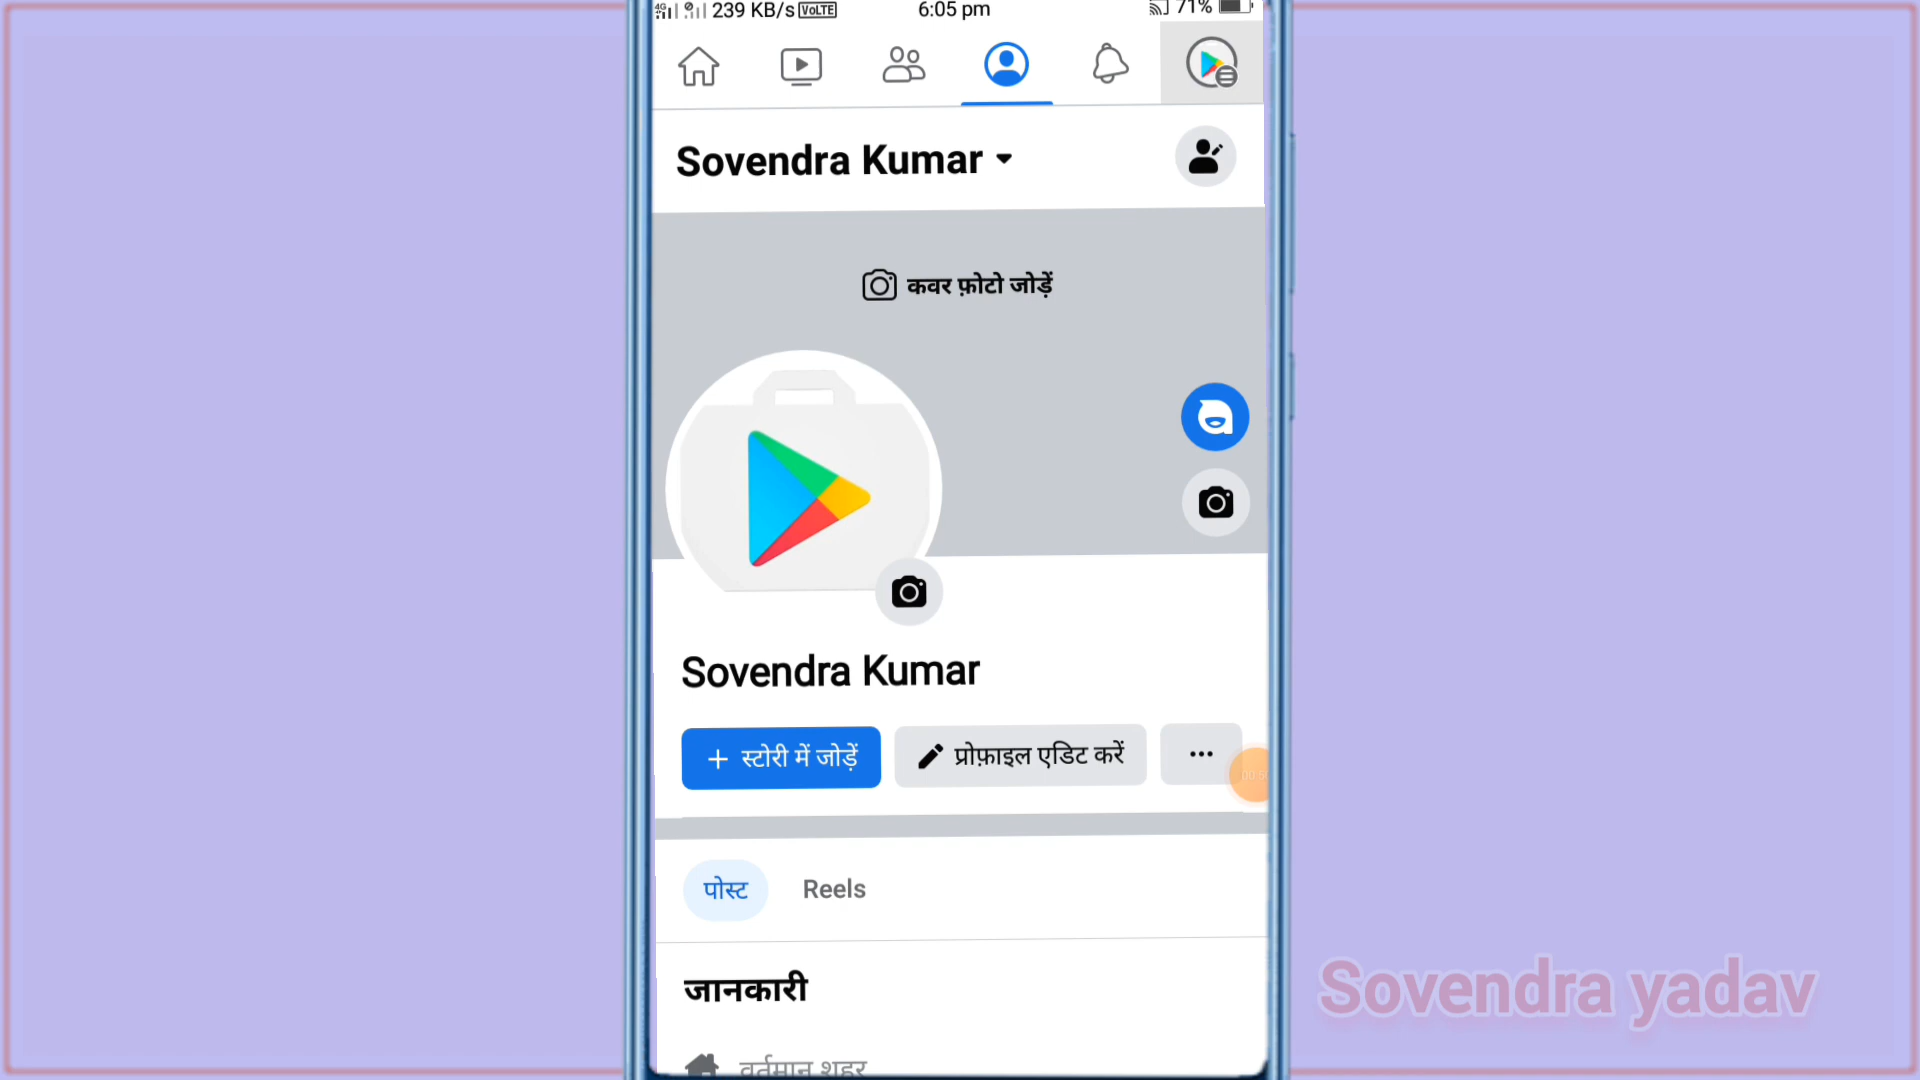 239 KB/s VoLTE 6:05 pm 71%
Sovendra Kumar
कवर फ़ोटो जोड़ें
Sovendra Kumar
+ स्टोरी में जोड़ें प्रोफ़ाइल एडिट करें ...
पोस्ट Reels
जानकारी
वर्तमान शहर
Sovendra yadav